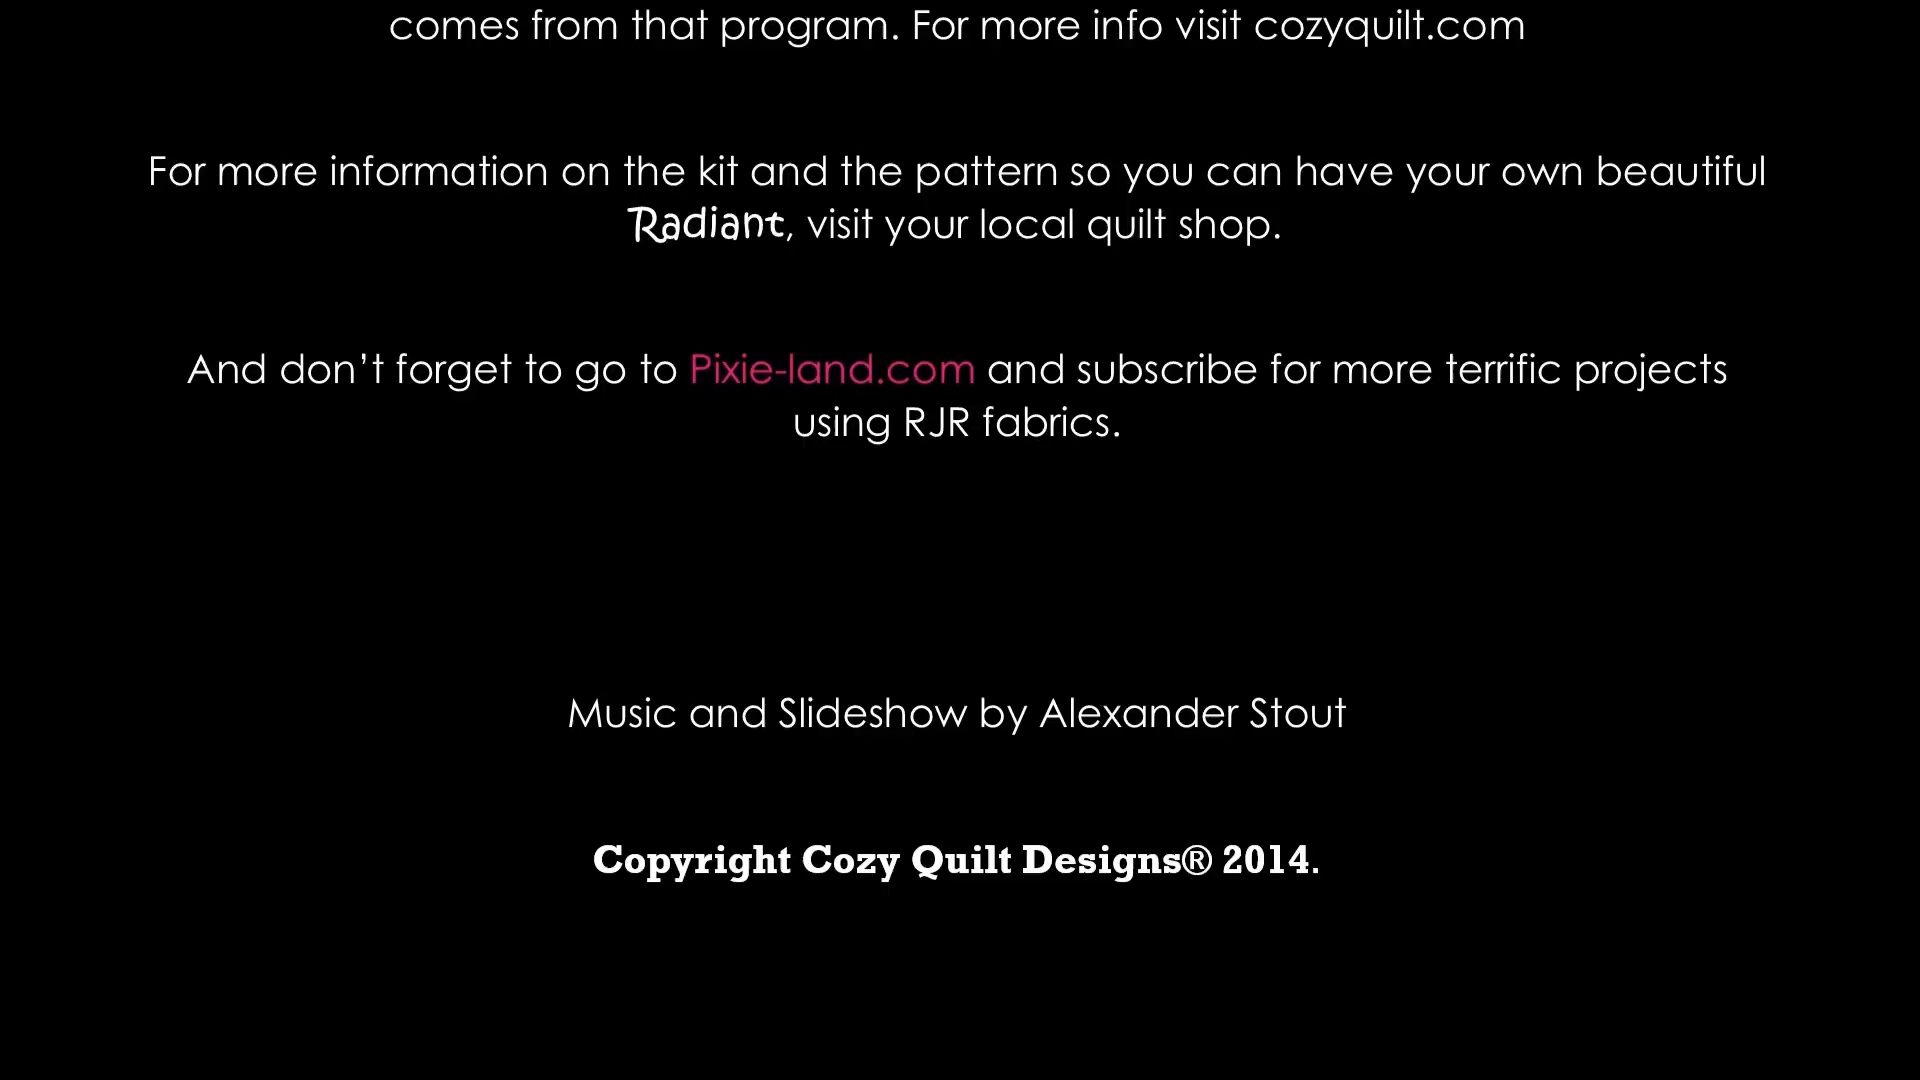 comes from that program. For more info visit cozyquilt.com
For more information on the kit and the pattern so you can have your own beautiful
Radiant, visit your local quilt shop.
And don’t forget to go to Pixie-land.com and subscribe for more terrific projects
using RJR fabrics.
Music and Slideshow by Alexander Stout
Copyright Cozy Quilt Designs® 2014.